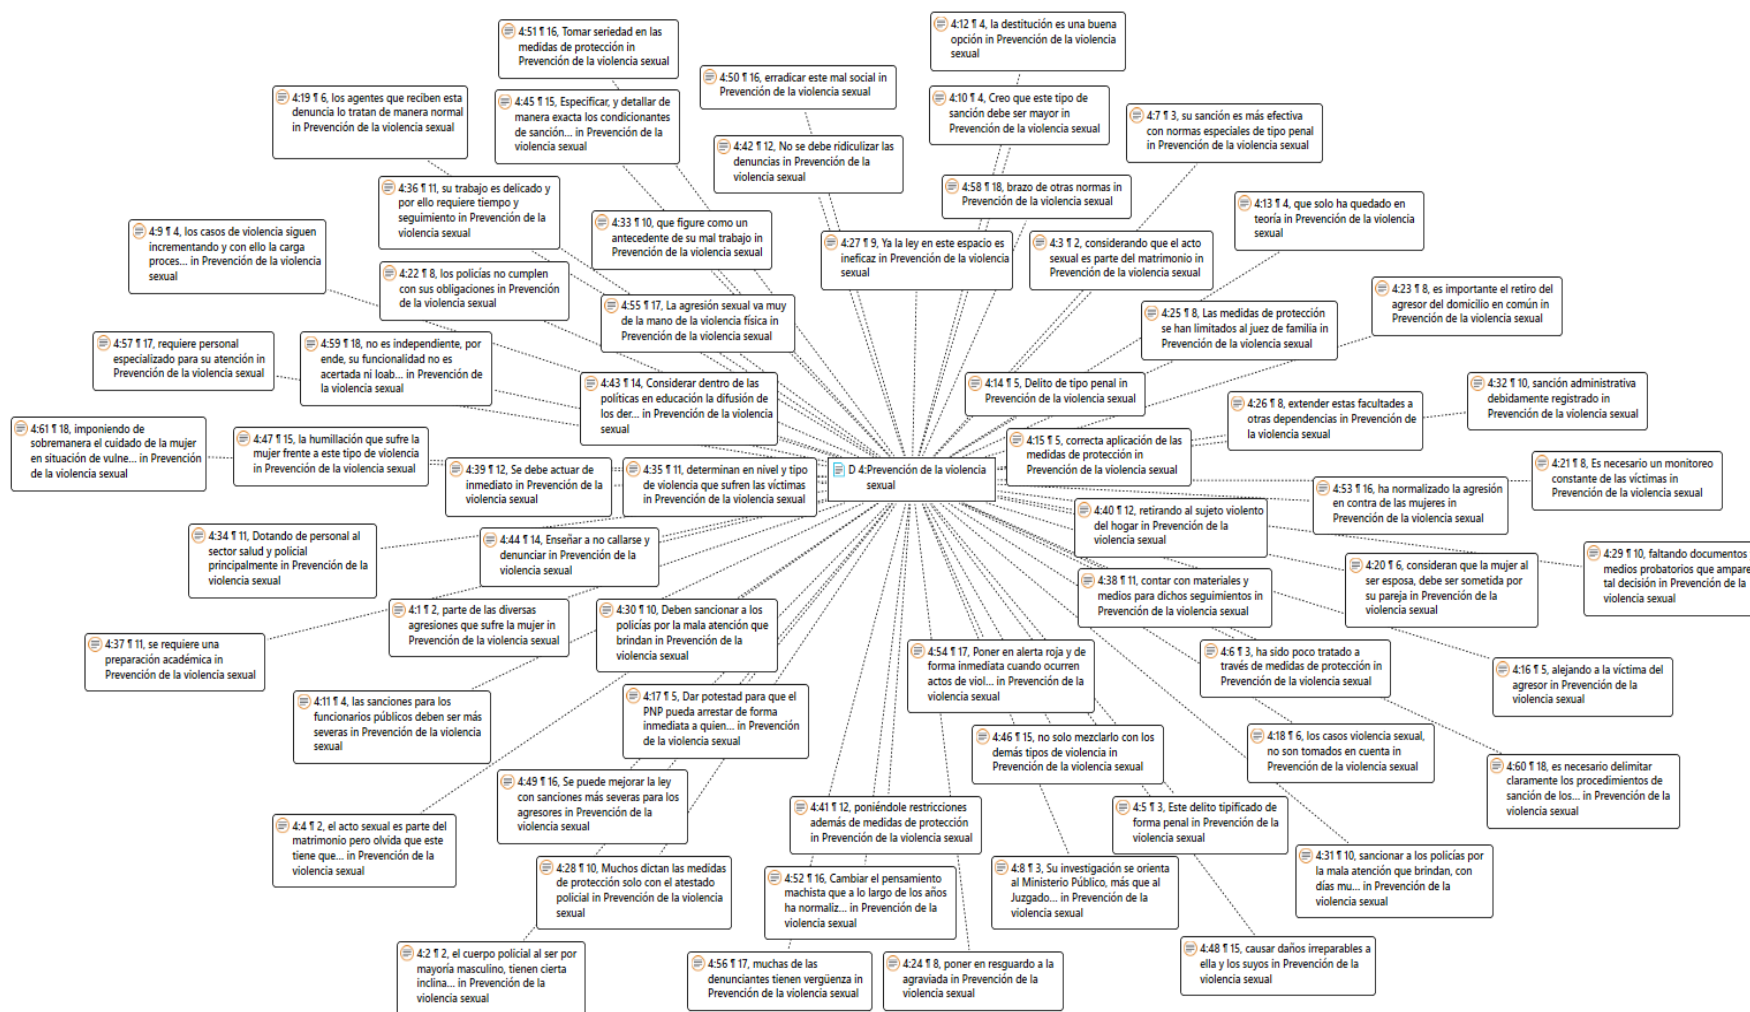 4:12 ¶ 4, la destitución es una buena
opción in Prevención de la violencia
sexual
4:51 ¶ 16, Tomar seriedad en las
medidas de protección in
Prevención de la violencia sexual
4:50 ¶ 16, erradicar este mal social in
Prevención de la violencia sexual
4:19 ¶ 6, los agentes que reciben esta
denuncia lo tratan de manera normal
in Prevención de la violencia sexual
4:45 ¶ 15, Especificar, y detallar de
manera exacta los condicionantes
de sanción... in Prevención de la
violencia sexual
4:10 ¶ 4, Creo que este tipo de
sanción debe ser mayor in
Prevención de la violencia sexual
4:7 ¶ 3, su sanción es más efectiva
con normas especiales de tipo penal
in Prevención de la violencia sexual
4:42 ¶ 12, No se debe ridiculizar las
denuncias in Prevención de la
violencia sexual
4:36 ¶ 11, su trabajo es delicado y
por ello requiere tiempo y
seguimiento in Prevención de la
violencia sexual
4:58 ¶ 18, brazo de otras normas in
Prevención de la violencia sexual
4:13 ¶ 4, que solo ha quedado en
teoría in Prevención de la violencia
sexual
4:9 ¶ 4, los casos de violencia siguen
incrementando y con ello la carga
proces... in Prevención de la violencia
sexual
4:33 ¶ 10, que figure como un
antecedente de su mal trabajo in
Prevención de la violencia sexual
4:27 ¶ 9, Ya la ley en este espacio es
ineficaz in Prevención de la violencia
sexual
4:3 ¶ 2, considerando que el acto
sexual es parte del matrimonio in
Prevención de la violencia sexual
4:22 ¶ 8, los policías no cumplen
con sus obligaciones in Prevención
de la violencia sexual
4:23 ¶ 8, es importante el retiro del
agresor del domicilio en común in
Prevención de la violencia sexual
4:55 ¶ 17, La agresión sexual va muy
de la mano de la violencia física in
Prevención de la violencia sexual
4:25 ¶ 8, Las medidas de protección
se han limitados al juez de familia in
Prevención de la violencia sexual
4:57 ¶ 17, requiere personal
especializado para su atención in
Prevención de la violencia sexual
4:59 ¶ 18, no es independiente, por
ende, su funcionalidad no es
acertada ni loab... in Prevención de
la violencia sexual
4:43 ¶ 14, Considerar dentro de las
políticas en educación la difusión de
los der... in Prevención de la violencia
sexual
4:14 ¶ 5, Delito de tipo penal in
Prevención de la violencia sexual
4:32 ¶ 10, sanción administrativa
debidamente registrado in
Prevención de la violencia sexual
4:26 ¶ 8, extender estas facultades a
otras dependencias in Prevención de
la violencia sexual
4:61 ¶ 18, imponiendo de
sobremanera el cuidado de la mujer
en situación de vulne... in Prevención
de la violencia sexual
4:47 ¶ 15, la humillación que sufre la
mujer frente a este tipo de violencia
in Prevención de la violencia sexual
4:15 ¶ 5, correcta aplicación de las
medidas de protección in
Prevención de la violencia sexual
4:39 ¶ 12, Se debe actuar de
inmediato in Prevención de la
violencia sexual
4:35 ¶ 11, determinan en nivel y tipo
de violencia que sufren las víctimas
in Prevención de la violencia sexual
D 4:Prevención de la violencia
sexual
4:21 ¶ 8, Es necesario un monitoreo
constante de las víctimas in
Prevención de la violencia sexual
4:53 ¶ 16, ha normalizado la agresión
en contra de las mujeres in
Prevención de la violencia sexual
4:40 ¶ 12, retirando al sujeto violento
del hogar in Prevención de la
violencia sexual
4:34 ¶ 11, Dotando de personal al
sector salud y policial
principalmente in Prevención de la
violencia sexual
4:44 ¶ 14, Enseñar a no callarse y
denunciar in Prevención de la
violencia sexual
4:29 ¶ 10, faltando documentos
medios probatorios que ampare
tal decisión in Prevención de la
violencia sexual
4:20 ¶ 6, consideran que la mujer al
ser esposa, debe ser sometida por
su pareja in Prevención de la
violencia sexual
4:38 ¶ 11, contar con materiales y
medios para dichos seguimientos in
Prevención de la violencia sexual
4:1 ¶ 2, parte de las diversas
agresiones que sufre la mujer in
Prevención de la violencia sexual
4:30 ¶ 10, Deben sancionar a los
policías por la mala atención que
brindan in Prevención de la
violencia sexual
4:37 ¶ 11, se requiere una
preparación académica in
Prevención de la violencia sexual
4:54 ¶ 17, Poner en alerta roja y de
forma inmediata cuando ocurren
actos de viol... in Prevención de la
violencia sexual
4:6 ¶ 3, ha sido poco tratado a
través de medidas de protección in
Prevención de la violencia sexual
4:16 ¶ 5, alejando a la víctima del
agresor in Prevención de la
violencia sexual
4:11 ¶ 4, las sanciones para los
funcionarios públicos deben ser más
severas in Prevención de la violencia
sexual
4:17 ¶ 5, Dar potestad para que el
PNP pueda arrestar de forma
inmediata a quien... in Prevención
de la violencia sexual
4:46 ¶ 15, no solo mezclarlo con los
demás tipos de violencia in
Prevención de la violencia sexual
4:18 ¶ 6, los casos violencia sexual,
no son tomados en cuenta in
Prevención de la violencia sexual
4:60 ¶ 18, es necesario delimitar
claramente los procedimientos de
sanción de los... in Prevención de la
violencia sexual
4:49 ¶ 16, Se puede mejorar la ley
con sanciones más severas para los
agresores in Prevención de la
violencia sexual
4:41 ¶ 12, poniéndole restricciones
además de medidas de protección
in Prevención de la violencia sexual
4:5 ¶ 3, Este delito tipificado de
forma penal in Prevención de la
violencia sexual
4:4 ¶ 2, el acto sexual es parte del
matrimonio pero olvida que este
tiene que... in Prevención de la
violencia sexual
4:31 ¶ 10, sancionar a los policías por
la mala atención que brindan, con
días mu... in Prevención de la
violencia sexual
4:28 ¶ 10, Muchos dictan las medidas
de protección solo con el atestado
policial in Prevención de la violencia
sexual
4:52 ¶ 16, Cambiar el pensamiento
machista que a lo largo de los años
ha normaliz... in Prevención de la
violencia sexual
4:8 ¶ 3, Su investigación se orienta
al Ministerio Público, más que al
Juzgado... in Prevención de la
violencia sexual
4:2 ¶ 2, el cuerpo policial al ser por
mayoría masculino, tienen cierta
inclina... in Prevención de la
violencia sexual
4:56 ¶ 17, muchas de las
denunciantes tienen vergüenza in
Prevención de la violencia sexual
4:24 ¶ 8, poner en resguardo a la
agraviada in Prevención de la
violencia sexual
4:48 ¶ 15, causar daños irreparables a
ella y los suyos in Prevención de la
violencia sexual